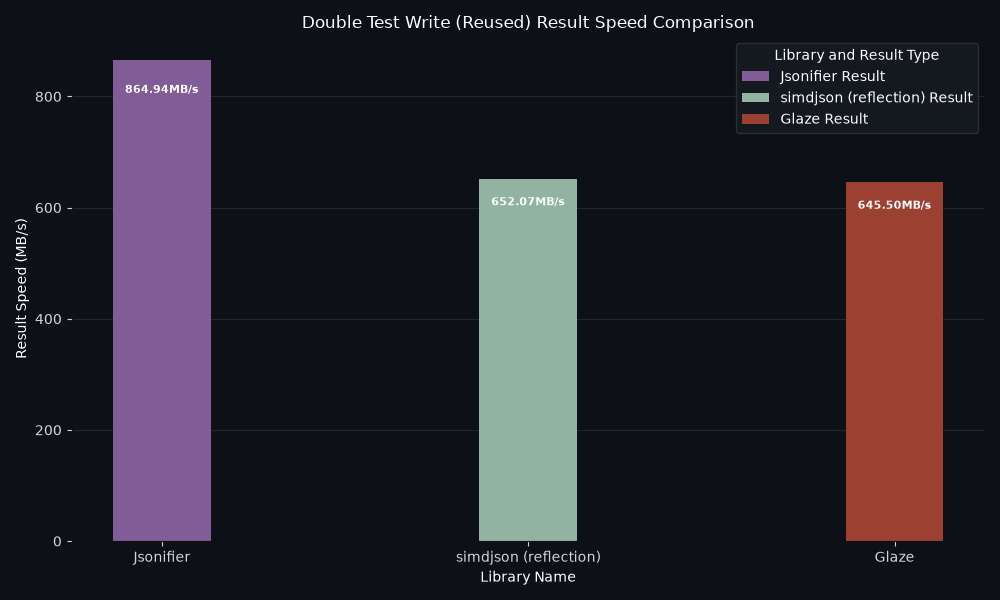 Double Test Write (Reused) Result Speed Comparison
Library and Result Type
Jsonifier Result
simdjson (reflection) Result
Glaze Result
Result Speed (MB/s)
800
600
400
200
0
864.94MB/s
652.07MB/s
645.50MB/s
Jsonifier
simdjson (reflection)
Glaze
Library Name